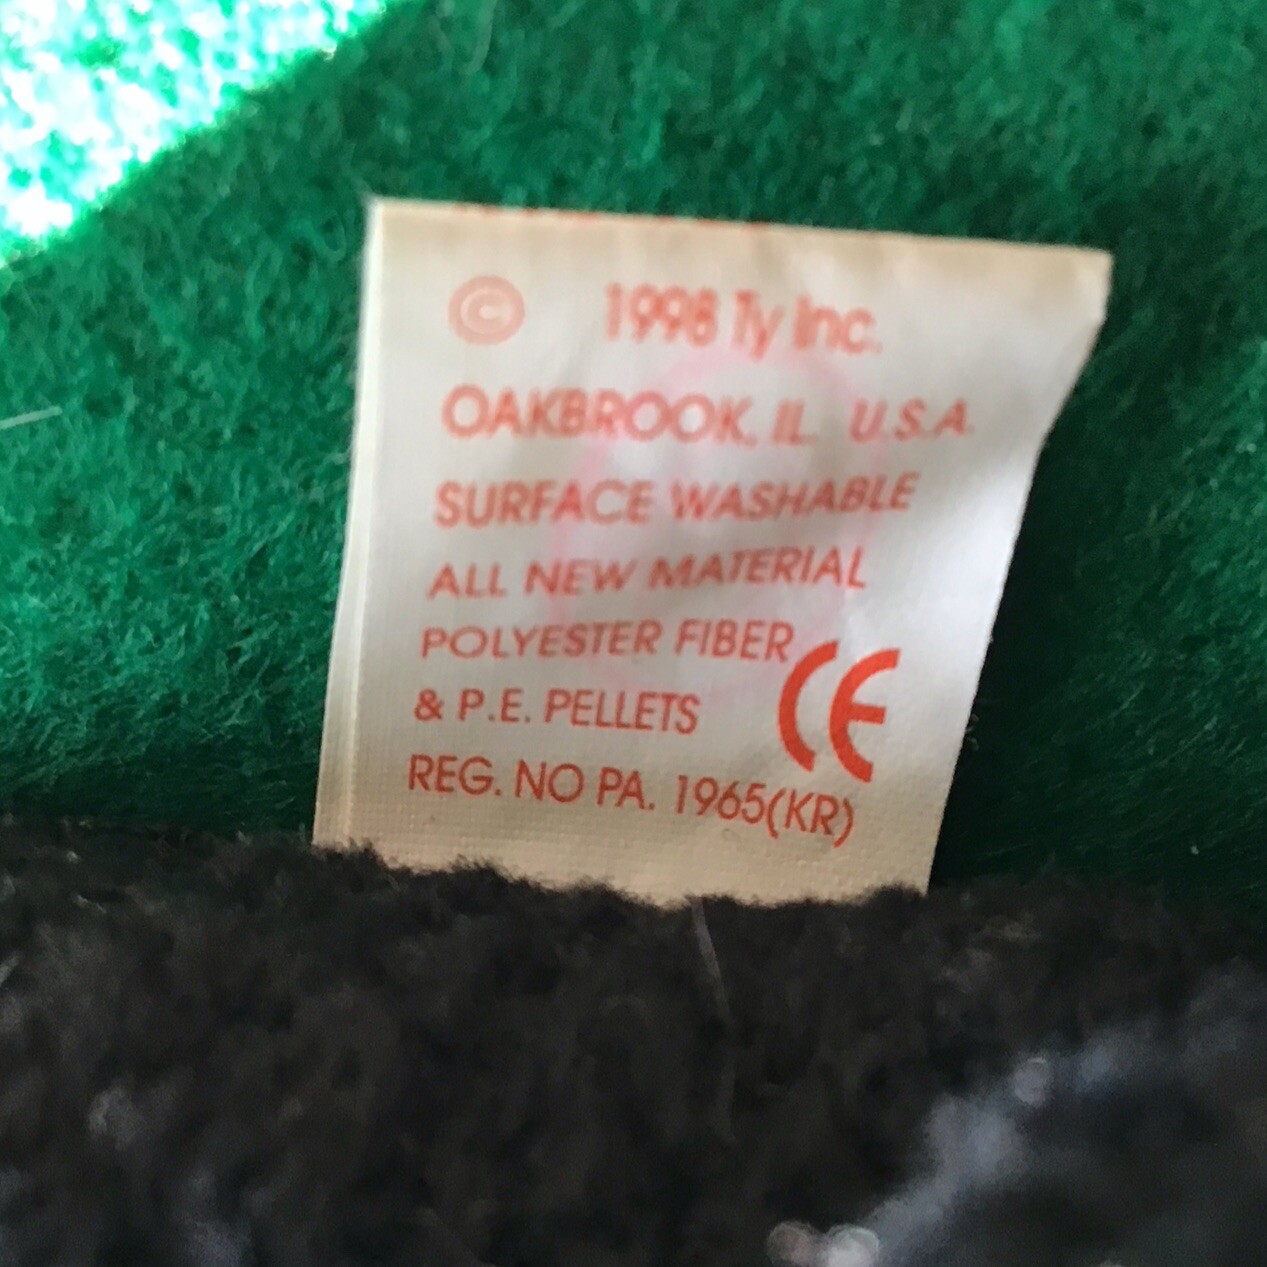 © 1998 Ty Inc.
OAKBROOK, IL. U.S.A.
SURFACE WASHABLE
ALL NEW MATERIAL
POLYESTER FIBER
& P.E. PELLETS CE
REG. NO PA. 1965(KR)